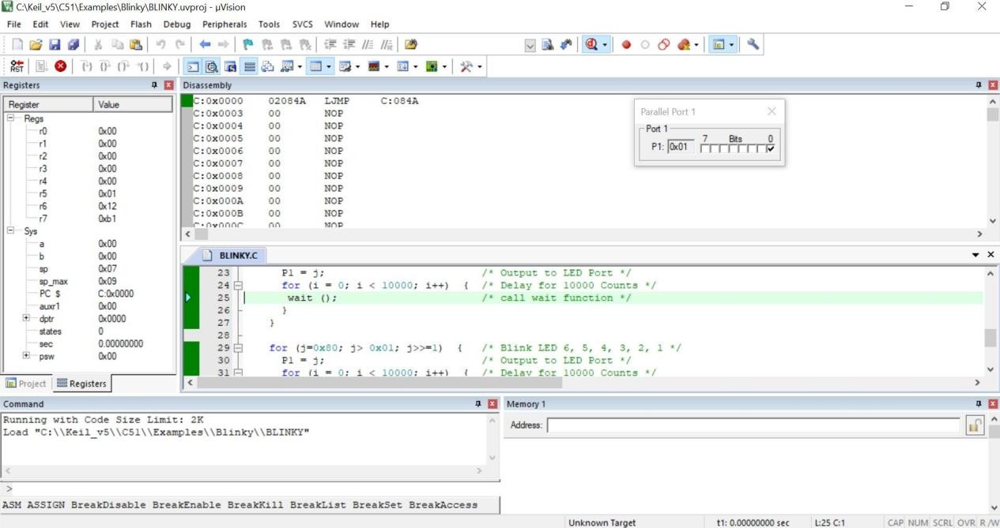 C:\Keil_v5\C51\Examples\Blinky\BLINKY.uvproj - µVision
File Edit View Project Flash Debug Peripherals Tools SVCS Window Help
RST
Registers
Register Value
Regs
r0 0x00
r1 0x00
r2 0x00
r3 0x00
r4 0x00
r5 0x01
r6 0x12
r7 0xb1
Sys
a 0x00
b 0x00
sp 0x07
sp_max 0x09
PC $ C:0x0000
auxr1 0x00
dptr 0x0000
states 0
sec 0.00000000
psw 0x00
Project Registers
Disassembly
C:0x0000 02084A LJMP C:084A
C:0x0003 00 NOP
C:0x0004 00 NOP
C:0x0005 00 NOP
C:0x0006 00 NOP
C:0x0007 00 NOP
C:0x0008 00 NOP
C:0x0009 00 NOP
C:0x000A 00 NOP
C:0x000B 00 NOP
C:0x000C 00 NOP
Parallel Port 1
Port 1
7 Bits 0
P1: 0x01
BLINKY.C
23 P1 = j; /* Output to LED Port */
24 for (i = 0; i < 10000; i++) { /* Delay for 10000 Counts */
25 wait (); /* call wait function */
26 }
27 }
28
29 for (j=0x80; j> 0x01; j>>=1) { /* Blink LED 6, 5, 4, 3, 2, 1 */
30 P1 = j; /* Output to LED Port */
31 for (i = 0; i < 10000; i++) { /* Delay for 10000 Counts */
Command
Running with Code Size Limit: 2K
Load "C:\\Keil_v5\\C51\\Examples\\Blinky\\BLINKY"
>
ASM ASSIGN BreakDisable BreakEnable BreakKill BreakList BreakSet BreakAccess
Memory 1
Address:
Unknown Target t1: 0.00000000 sec L:25 C:1 CAP NUM SCRL OVR R/W